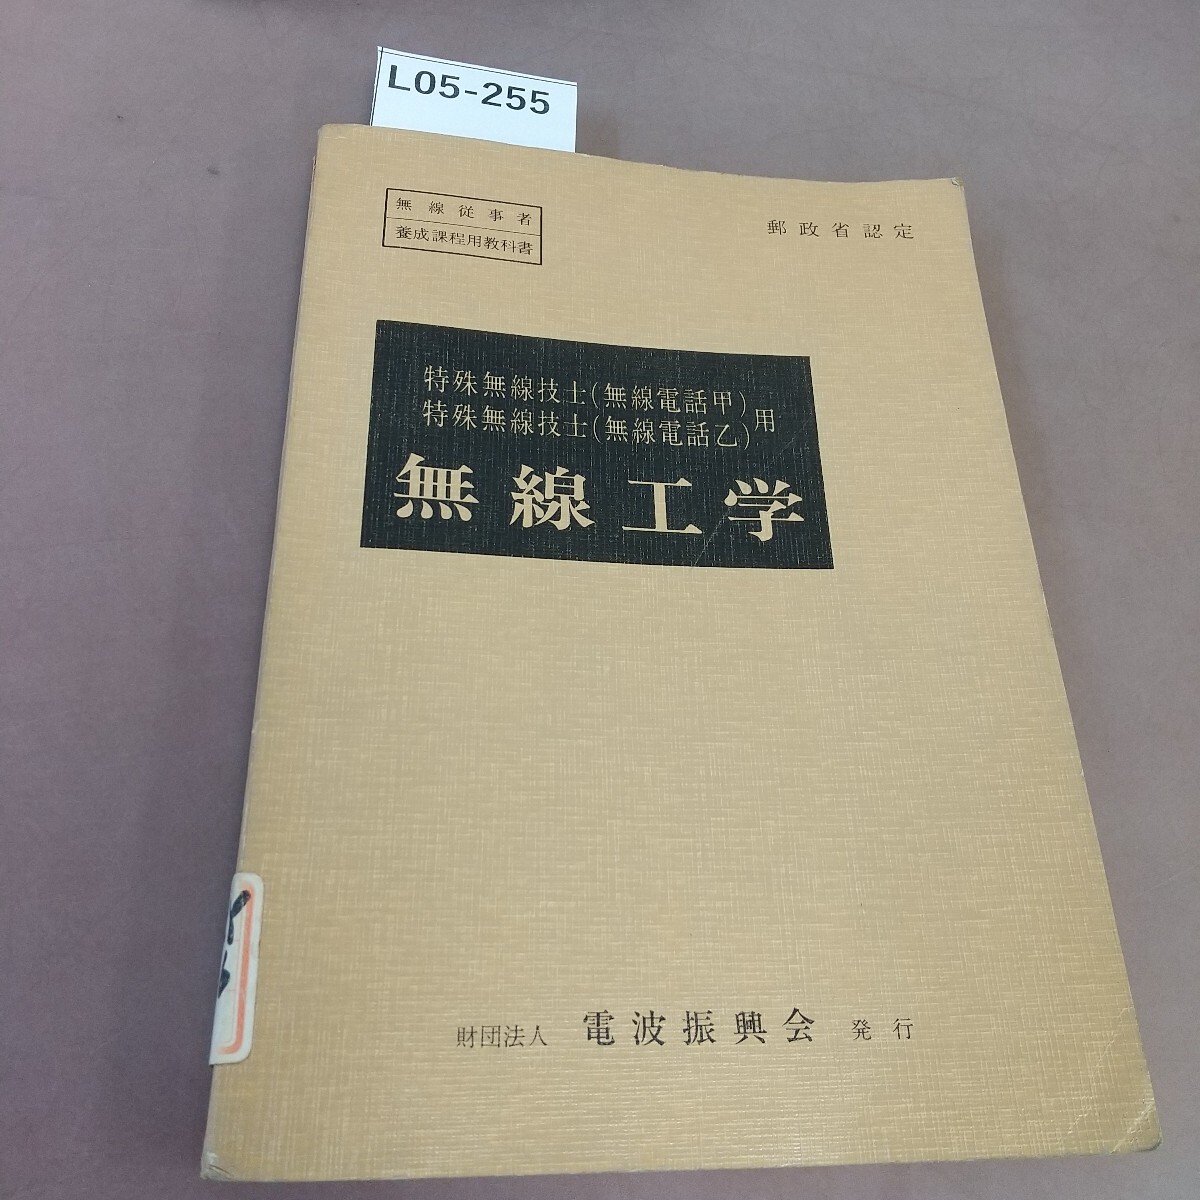 L05-255
無線従事者
養成課程用教科書
郵政省認定
特殊無線技士(無線電話甲)
特殊無線技士(無線電話乙)
用
無線工学
財団法人 電波振興会 発行